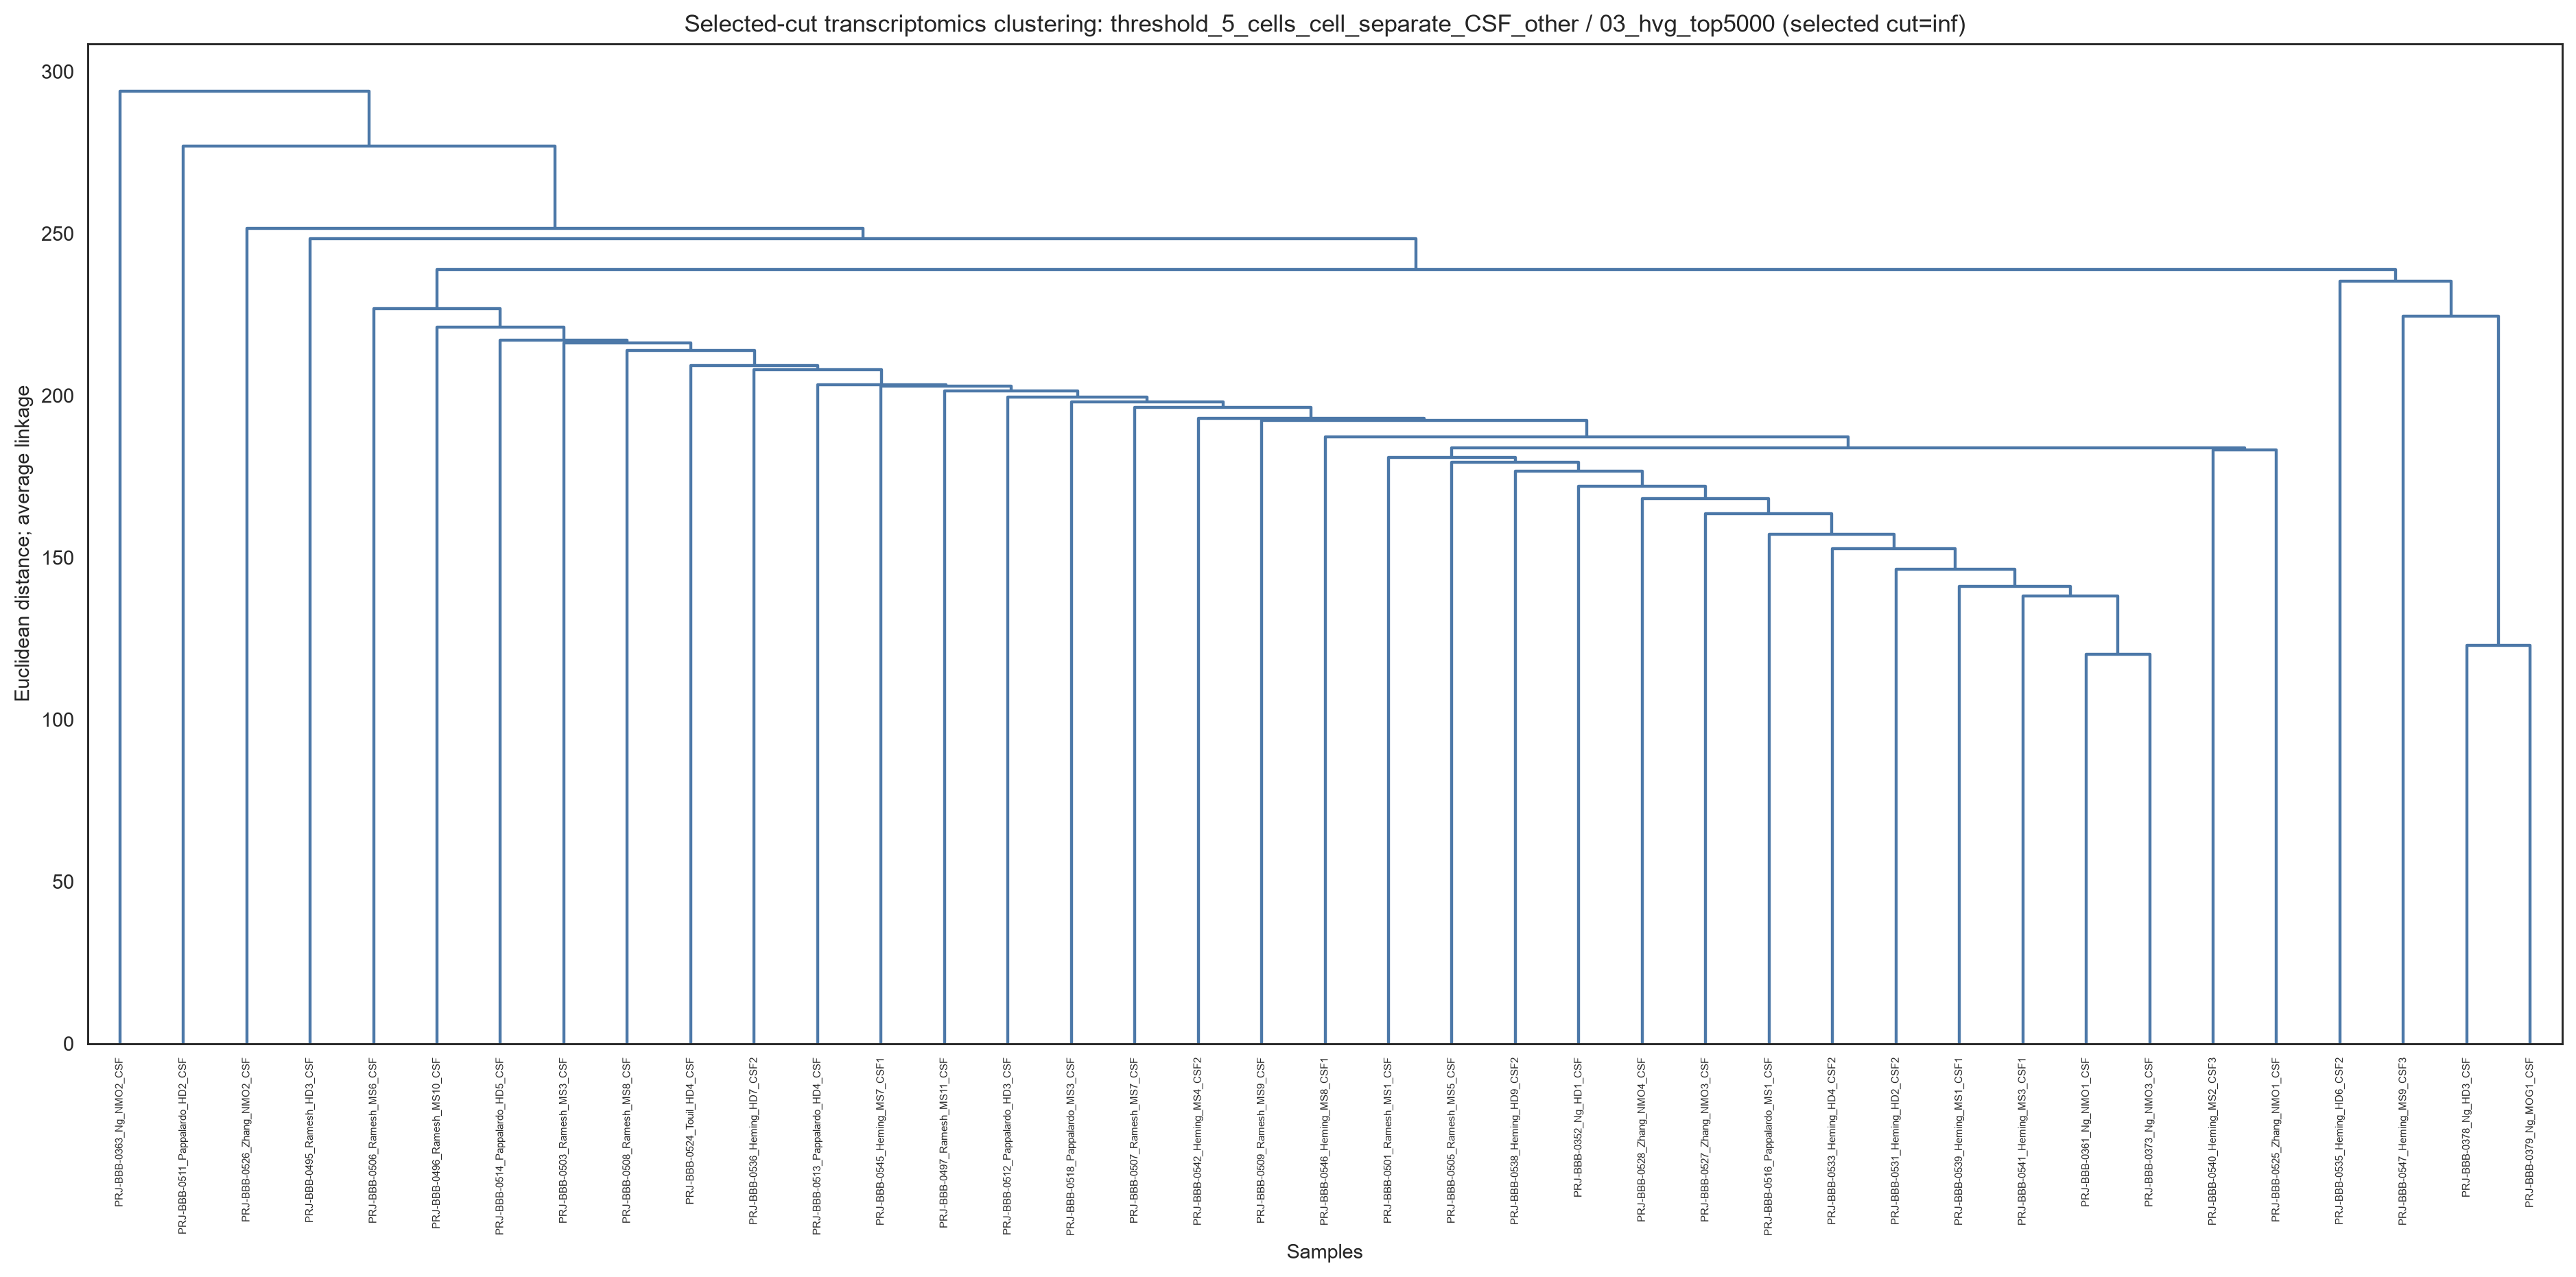 Selected-cut transcriptomics clustering: threshold_5_cells_cell_separate_CSF_other / 03_hvg_top5000 (selected cut=inf)
300
250
200
150
100
50
0
Euclidean distance; average linkage
PRJ-BBB-0363_Ng_NMO2_CSF
PRJ-BBB-0511_Pappalardo_HD2_CSF
PRJ-BBB-0526_Zhang_NMO2_CSF
PRJ-BBB-0495_Ramesh_HD3_CSF
PRJ-BBB-0506_Ramesh_MS6_CSF
PRJ-BBB-0496_Ramesh_MS10_CSF
PRJ-BBB-0514_Pappalardo_HD5_CSF
PRJ-BBB-0503_Ramesh_MS3_CSF
PRJ-BBB-0508_Ramesh_MS8_CSF
PRJ-BBB-0524_Touil_HD4_CSF
PRJ-BBB-0536_Heming_HD7_CSF2
PRJ-BBB-0513_Pappalardo_HD4_CSF
PRJ-BBB-0545_Heming_MS7_CSF1
PRJ-BBB-0497_Ramesh_MS11_CSF
PRJ-BBB-0512_Pappalardo_HD3_CSF
PRJ-BBB-0518_Pappalardo_MS3_CSF
PRJ-BBB-0507_Ramesh_MS7_CSF
PRJ-BBB-0542_Heming_MS4_CSF2
PRJ-BBB-0509_Ramesh_MS9_CSF
PRJ-BBB-0546_Heming_MS8_CSF1
PRJ-BBB-0501_Ramesh_MS1_CSF
PRJ-BBB-0505_Ramesh_MS5_CSF
PRJ-BBB-0538_Heming_HD9_CSF2
PRJ-BBB-0352_Ng_HD1_CSF
PRJ-BBB-0528_Zhang_NMO4_CSF
PRJ-BBB-0527_Zhang_NMO3_CSF
PRJ-BBB-0516_Pappalardo_MS1_CSF
PRJ-BBB-0533_Heming_HD4_CSF2
PRJ-BBB-0531_Heming_HD2_CSF2
PRJ-BBB-0539_Heming_MS1_CSF1
PRJ-BBB-0541_Heming_MS3_CSF1
PRJ-BBB-0361_Ng_NMO1_CSF
PRJ-BBB-0373_Ng_NMO3_CSF
PRJ-BBB-0540_Heming_MS2_CSF3
PRJ-BBB-0525_Zhang_NMO1_CSF
PRJ-BBB-0535_Heming_HD6_CSF2
PRJ-BBB-0547_Heming_MS9_CSF3
PRJ-BBB-0378_Ng_HD3_CSF
PRJ-BBB-0379_Ng_MOG1_CSF
Samples